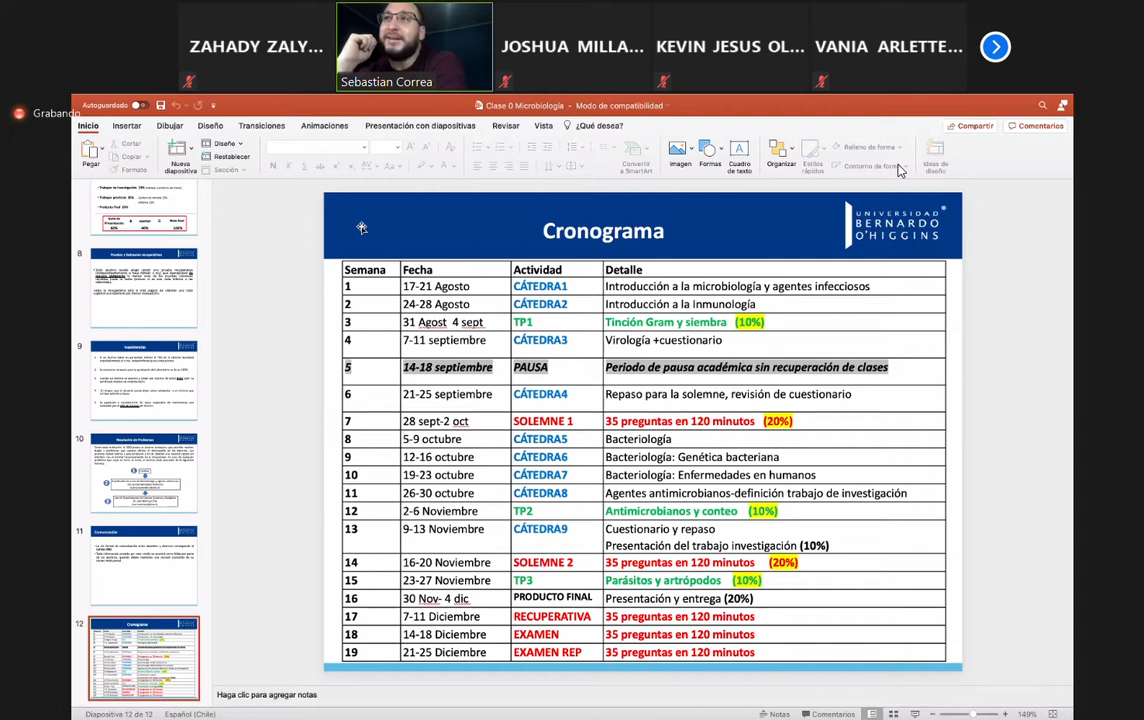 ZAHADY ZALY...
Sebastian Correa
JOSHUA MILLA...
KEVIN JESUS OL...
VANIA ARLETTE...
Grabando
Autoguardado
Clase 0 Microbiología - Modo de compatibilidad
Inicio Insertar Dibujar Diseño Transiciones Animaciones Presentación con diapositivas Revisar Vista ¿Qué desea? Compartir Comentarios
Pegar
Cortar
Copiar
Formato
Nueva diapositiva
Diseño
Restablecer
Sección
Convertir a SmartArt
Imagen
Formas
Cuadro de texto
Organizar
Estilos rápidos
Relleno de forma
Contorno de form
Ideas de diseño
8
9
10
11
12
Cronograma
UNIVERSIDAD
BERNARDO
O'HIGGINS
Semana Fecha Actividad Detalle
1 17-21 Agosto CÁTEDRA1 Introducción a la microbiología y agentes infecciosos
2 24-28 Agosto CÁTEDRA2 Introducción a la Inmunología
3 31 Agost 4 sept TP1 Tinción Gram y siembra (10%)
4 7-11 septiembre CÁTEDRA3 Virología +cuestionario
5 14-18 septiembre PAUSA Periodo de pausa académica sin recuperación de clases
6 21-25 septiembre CÁTEDRA4 Repaso para la solemne, revisión de cuestionario
7 28 sept-2 oct SOLEMNE 1 35 preguntas en 120 minutos (20%)
8 5-9 octubre CÁTEDRA5 Bacteriología
9 12-16 octubre CÁTEDRA6 Bacteriología: Genética bacteriana
10 19-23 octubre CÁTEDRA7 Bacteriología: Enfermedades en humanos
11 26-30 octubre CÁTEDRA8 Agentes antimicrobianos-definición trabajo de investigación
12 2-6 Noviembre TP2 Antimicrobianos y conteo (10%)
13 9-13 Noviembre CÁTEDRA9 Cuestionario y repaso
Presentación del trabajo investigación (10%)
14 16-20 Noviembre SOLEMNE 2 35 preguntas en 120 minutos (20%)
15 23-27 Noviembre TP3 Parásitos y artrópodos (10%)
16 30 Nov- 4 dic PRODUCTO FINAL Presentación y entrega (20%)
17 7-11 Diciembre RECUPERATIVA 35 preguntas en 120 minutos
18 14-18 Diciembre EXAMEN 35 preguntas en 120 minutos
19 21-25 Diciembre EXAMEN REP 35 preguntas en 120 minutos
Haga clic para agregar notas
Diapositiva 12 de 12 Español (Chile) Notas Comentarios 149%